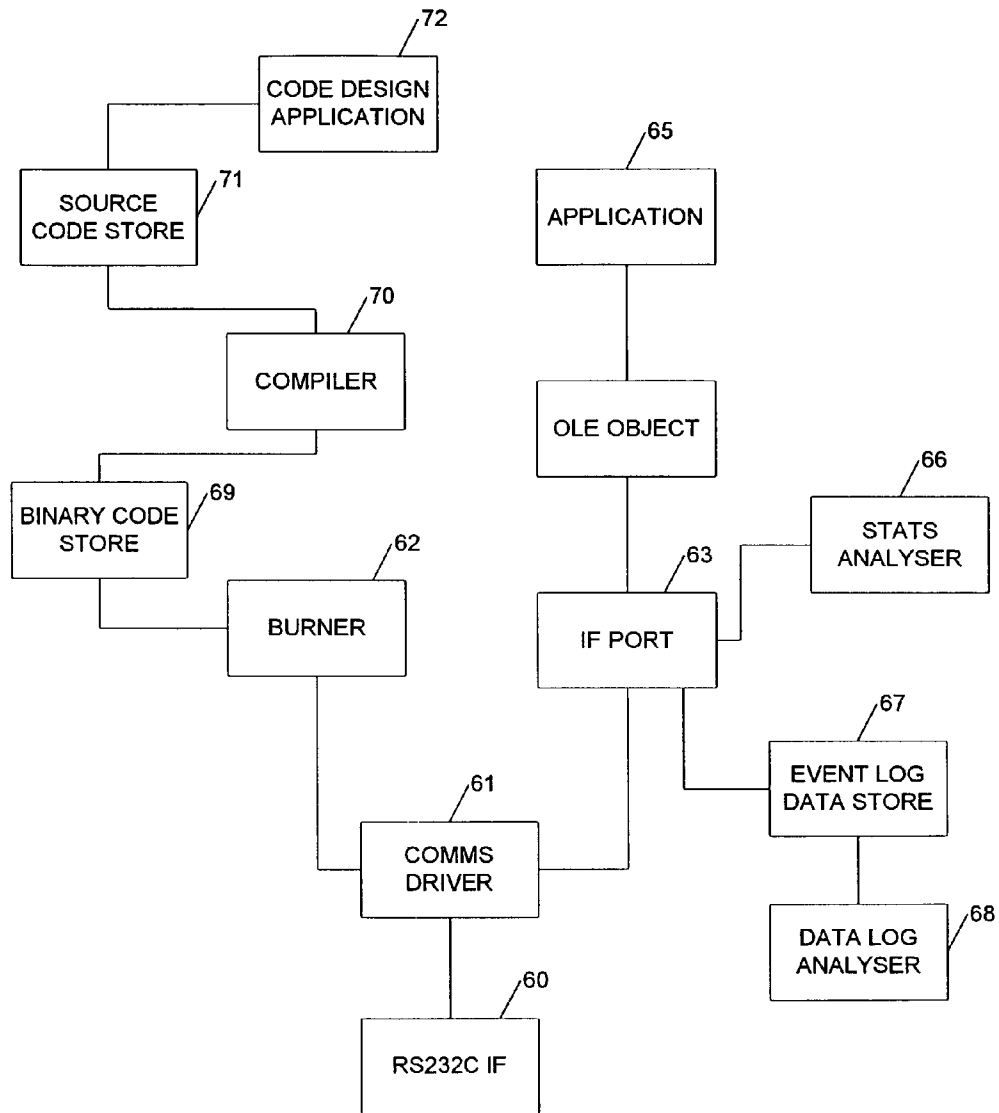 72
CODE DESIGN
APPLICATION
65
71
SOURCE
CODE STORE
APPLICATION
70
COMPILER
OLE OBJECT
66
69
BINARY CODE
STORE
STATS
ANALYSER
62
63
BURNER
IF PORT
67
EVENT LOG
DATA STORE
61
COMMS
DRIVER
68
DATA LOG
ANALYSER
60
RS232C IF